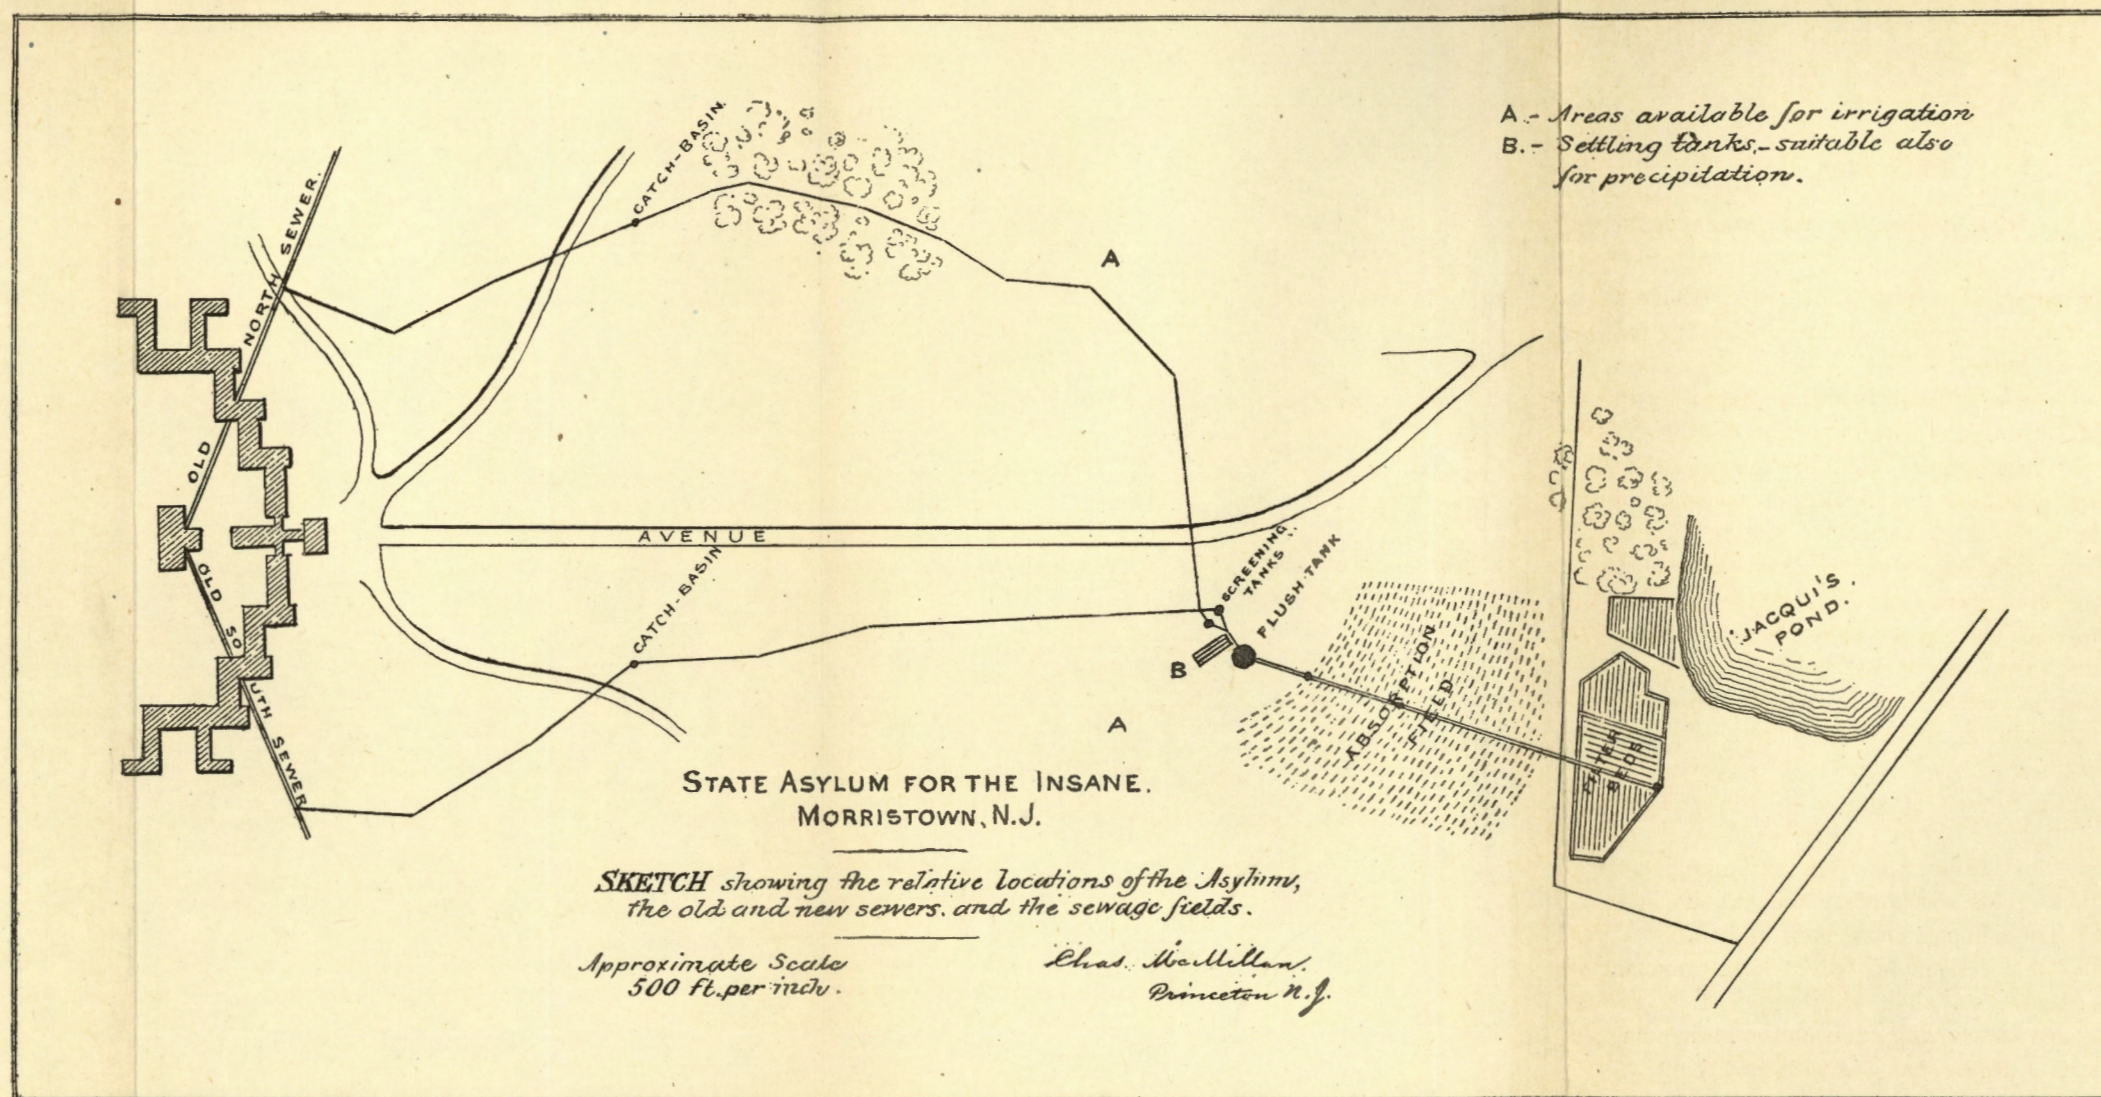 A.- Areas available for irrigation
B.- Settling tanks,- suitable also
for precipitation.
CATCH-BASIN.
OLD NORTH SEWER.
A
AVENUE
CATCH-BASIN
SCREENING
TANKS
FLUSH-TANK
ABSORPTION
FIELD
JACQUI'S
POND.
FILTER
BEDS
B
A
OLD SOUTH SEWER
STATE ASYLUM FOR THE INSANE.
MORRISTOWN, N.J.
SKETCH showing the relative locations of the Asylum,
the old and new sewers. and the sewage fields.
Approximate Scale
500 ft. per inch.
Chas. McMillan.
Princeton N.J.